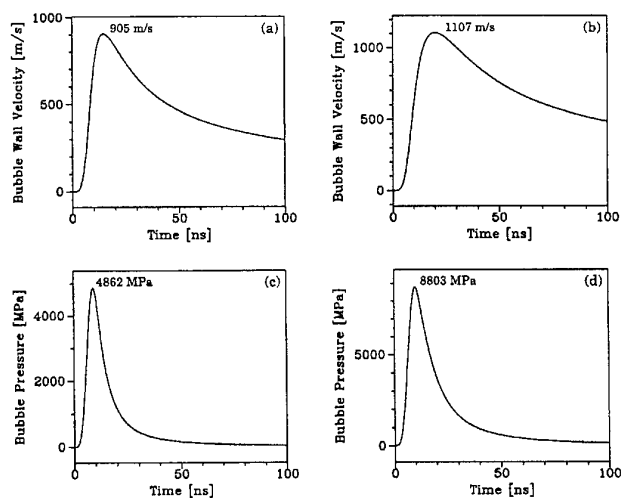 905 m/s
(a)
1000
500
0
Bubble Wall Velocity [m/s]
0
50
100
Time [ns]
1107 m/s
(b)
1000
500
0
Bubble Wall Velocity [m/s]
0
50
100
Time [ns]
4862 MPa
(c)
4000
2000
0
Bubble Pressure [MPa]
0
50
100
Time [ns]
8803 MPa
(d)
5000
0
Bubble Pressure [MPa]
0
50
100
Time [ns]